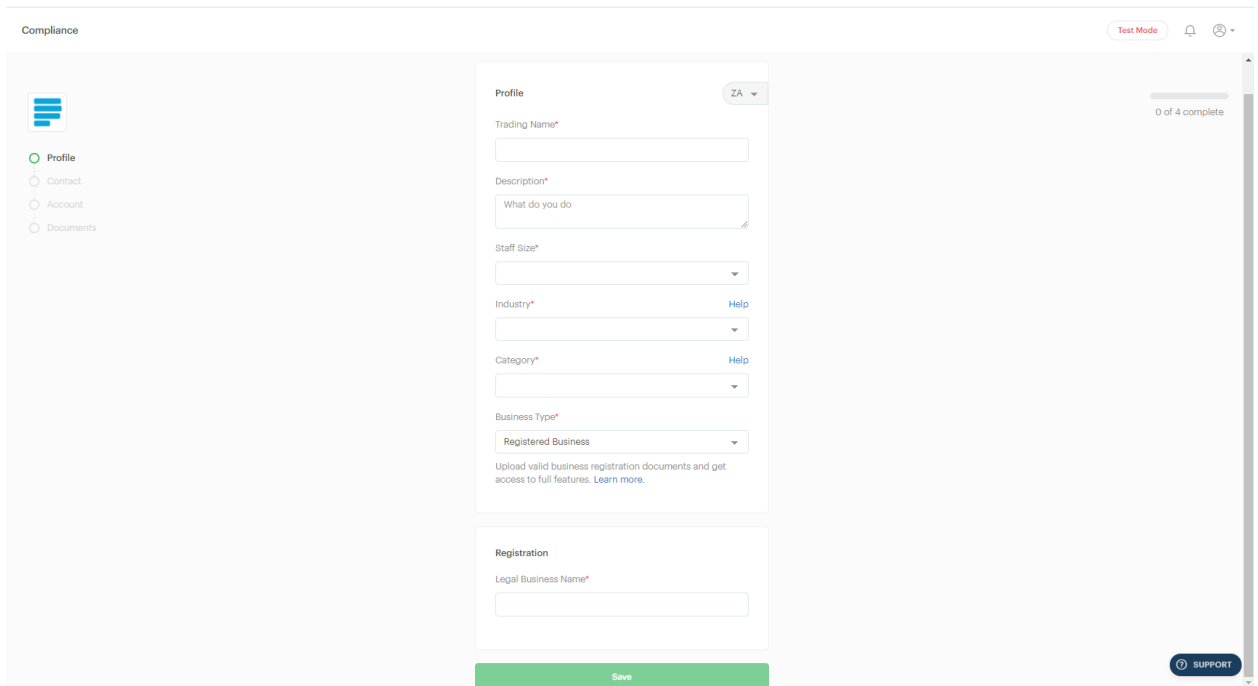 Compliance
Test Mode
Profile
Contact
Account
Documents
Profile
ZA
Trading Name*
Description*
What do you do
Staff Size*
Industry*
Help
Category*
Help
Business Type*
Registered Business
Upload valid business registration documents and get
access to full features. Learn more.
Registration
Legal Business Name*
Save
0 of 4 complete
SUPPORT